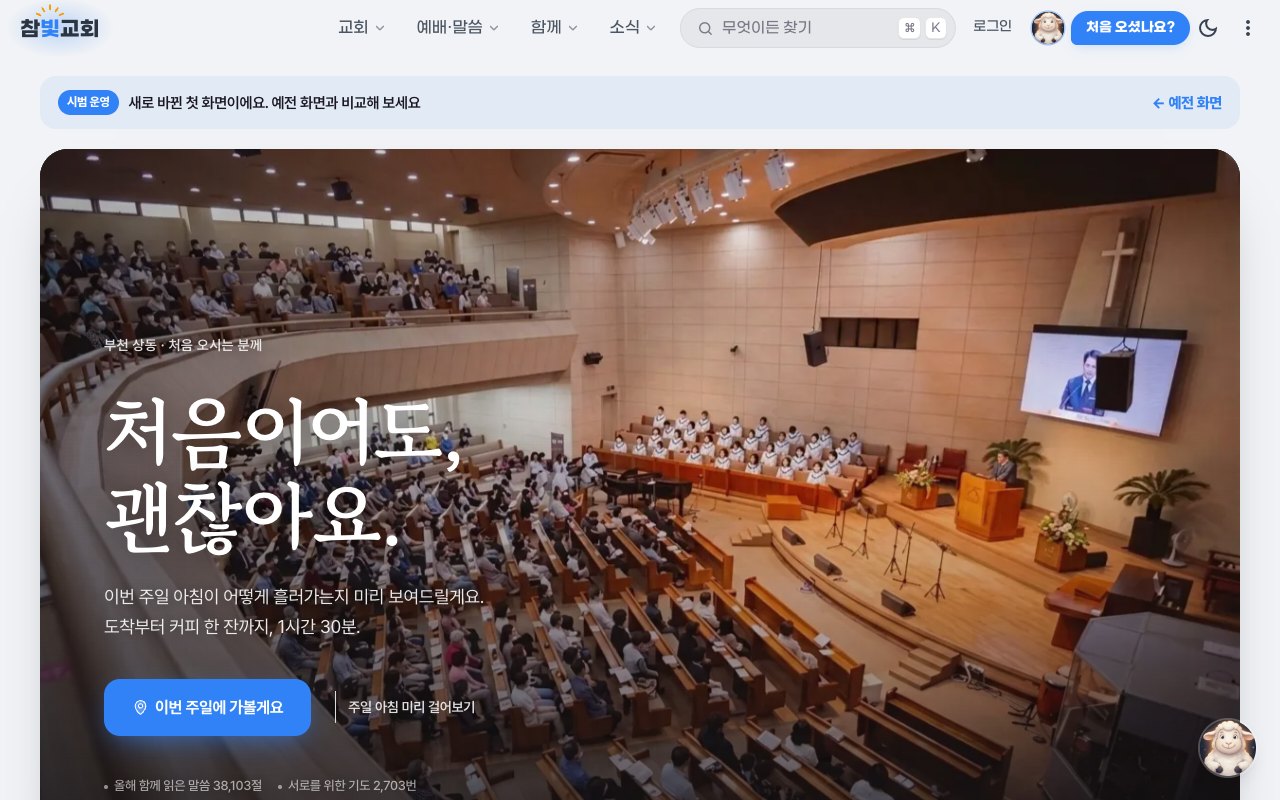 참빛교회
교회
예배·말씀
함께
소식
무엇이든 찾기
⌘ K
로그인
처음 오셨나요?
시범 운영
새로 바뀐 첫 화면이에요. 예전 화면과 비교해 보세요
← 예전 화면
부천 상동 · 처음 오시는 분께
처음이어도,
괜찮아요.
이번 주일 아침이 어떻게 흘러가는지 미리 보여드릴게요.
도착부터 커피 한 잔까지, 1시간 30분.
이번 주일에 가볼게요
주일 아침 미리 걸어보기
올해 함께 읽은 말씀 38,103절
서로를 위한 기도 2,703번